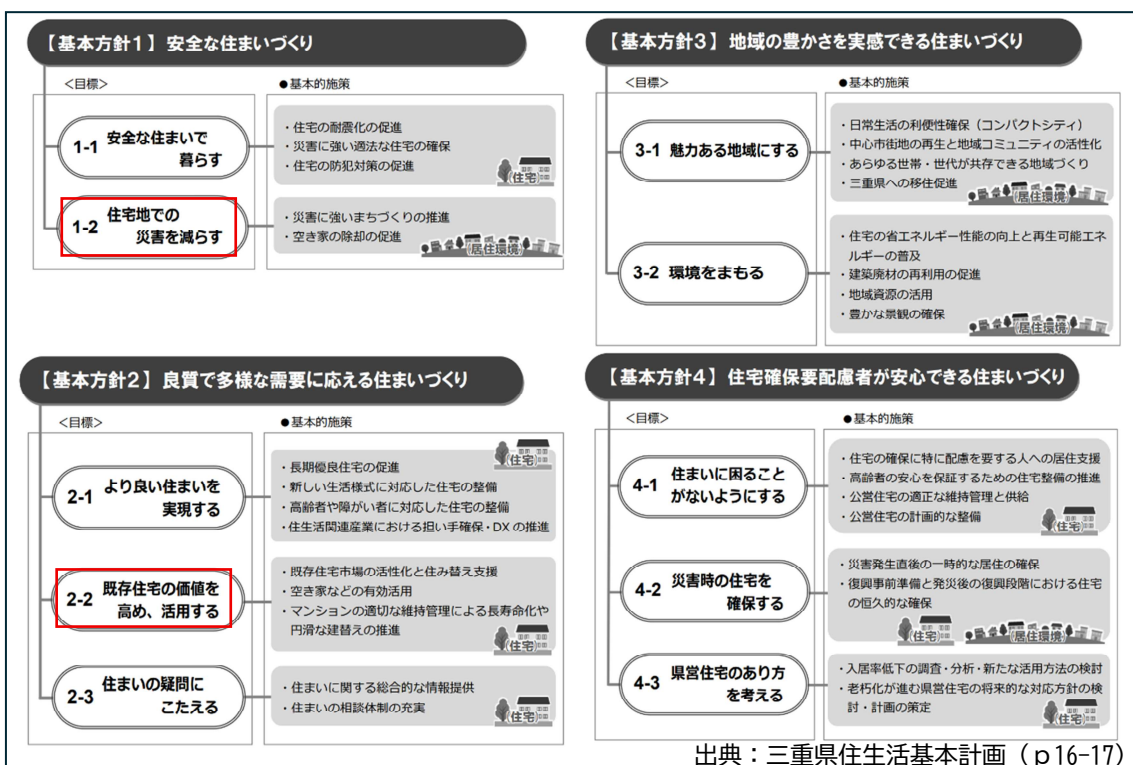 【基本方針1】安全な住まいづくり
<目標>
●基本的施策
1-1 安全な住まいで
暮らす
・住宅の耐震化の促進
・災害に強い適法な住宅の確保
・住宅の防犯対策の促進
(住宅)
1-2 住宅地での
災害を減らす
・災害に強いまちづくりの推進
・空き家の除却の促進
(居住環境)
【基本方針2】良質で多様な需要に応える住まいづくり
<目標>
●基本的施策
2-1 より良い住まいを
実現する
・長期優良住宅の促進
・新しい生活様式に対応した住宅の整備
・高齢者や障がい者に対応した住宅の整備
・住生活関連産業における担い手確保・DXの推進
(住宅)
2-2 既存住宅の価値を
高め、活用する
・既存住宅市場の活性化と住み替え支援
・空き家などの有効活用
・マンションの適切な維持管理による長寿命化や
円滑な建替えの推進
(住宅)
2-3 住まいの疑問に
こたえる
・住まいに関する総合的な情報提供
・住まいの相談体制の充実
(住宅)
【基本方針3】地域の豊かさを実感できる住まいづくり
<目標>
●基本的施策
3-1 魅力ある地域にする
・日常生活の利便性確保(コンパクトシティ)
・中心市街地の再生と地域コミュニティの活性化
・あらゆる世帯・世代が共存できる地域づくり
・三重県への移住促進
(居住環境)
3-2 環境をまもる
・住宅の省エネルギー性能の向上と再生可能エネ
ルギーの普及
・建築廃材の再利用の促進
・地域資源の活用
・豊かな景観の確保
(居住環境)
【基本方針4】住宅確保要配慮者が安心できる住まいづくり
<目標>
●基本的施策
4-1 住まいに困ること
がないようにする
・住宅の確保に特に配慮を要する人への居住支援
・高齢者の安心を保証するための住宅整備の推進
・公営住宅の適正な維持管理と供給
・公営住宅の計画的な整備
(住宅)
4-2 災害時の住宅を
確保する
・災害発生直後の一時的な居住の確保
・復興事前準備と発災後の復興段階における住宅
の恒久的な確保
(住宅)
(居住環境)
4-3 県営住宅のあり方
を考える
・入居率低下の調査・分析・新たな活用方法の検討
・老朽化が進む県営住宅の将来的な対応方針の検
討・計画の策定
(住宅)
出典:三重県住生活基本計画(p16-17)